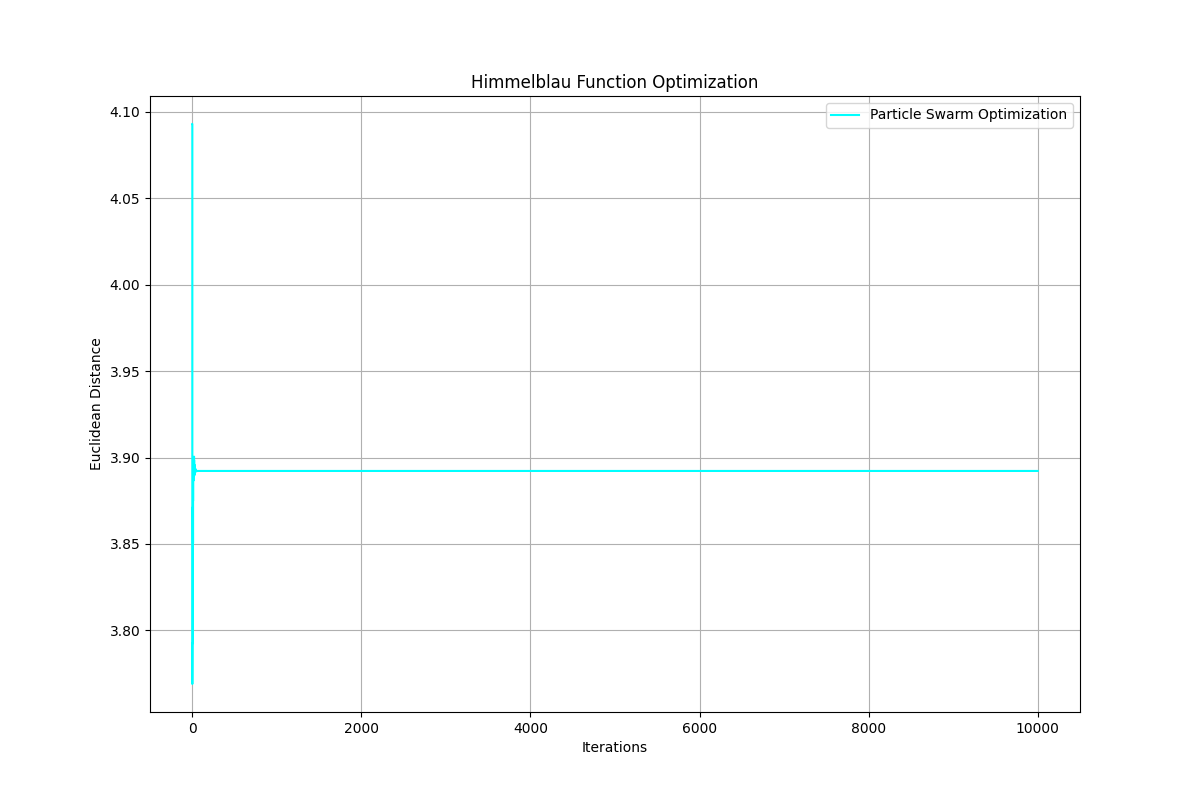 Himmelblau Function Optimization
Particle Swarm Optimization
4.10
4.05
4.00
3.95
3.90
3.85
3.80
Euclidean Distance
0 2000 4000 6000 8000 10000
Iterations